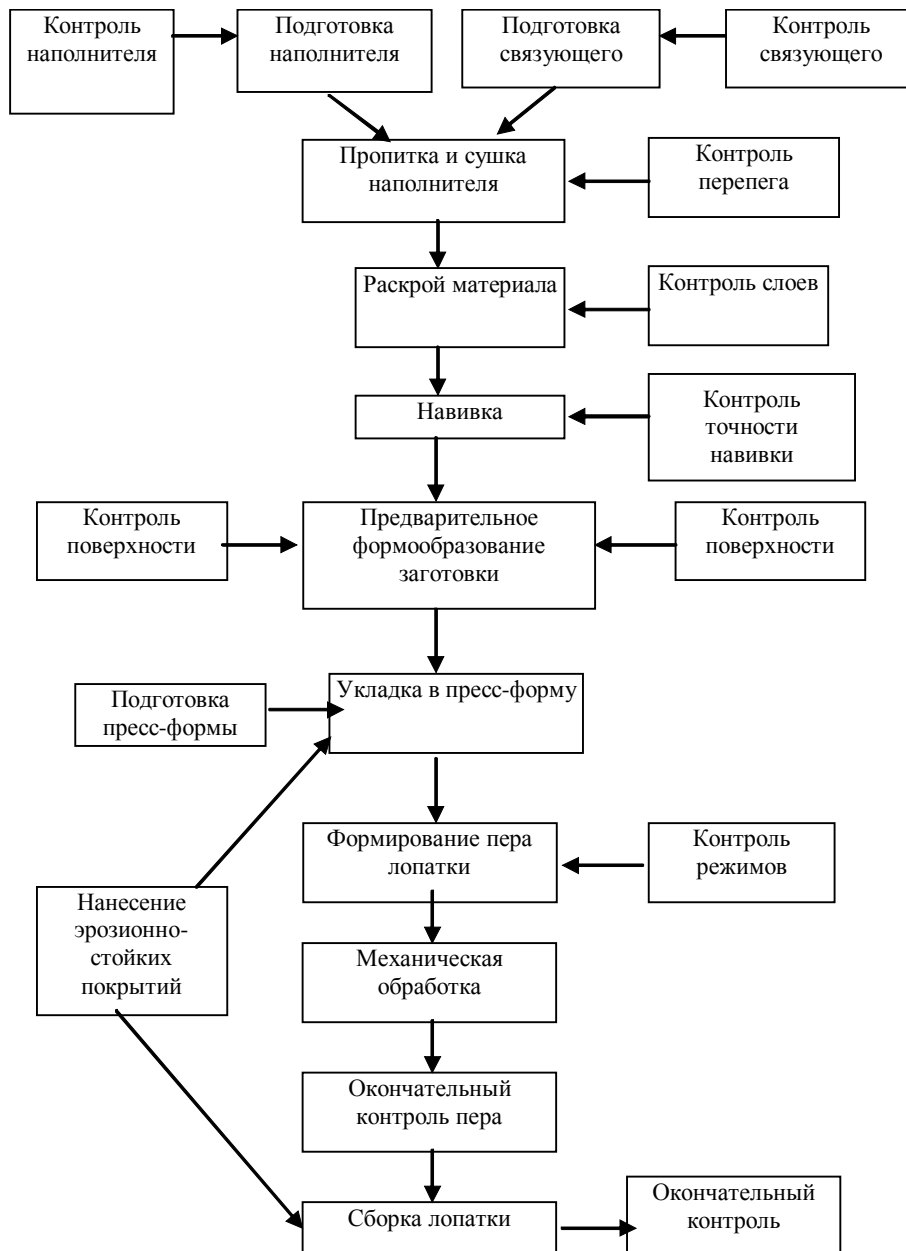 Контроль
наполнителя
Подготовка
наполнителя
Подготовка
связующего
Контроль
связующего
Пропитка и сушка
наполнителя
Контроль
перепега
Раскрой материала
Контроль слоев
Навивка
Контроль
точности
навивки
Контроль
поверхности
Предварительное
формообразование
заготовки
Контроль
поверхности
Подготовка
пресс-формы
Укладка в пресс-форму
Формирование пера
лопатки
Контроль
режимов
Нанесение
эрозионно-
стойких
покрытий
Механическая
обработка
Окончательный
контроль пера
Сборка лопатки
Окончательный
контроль